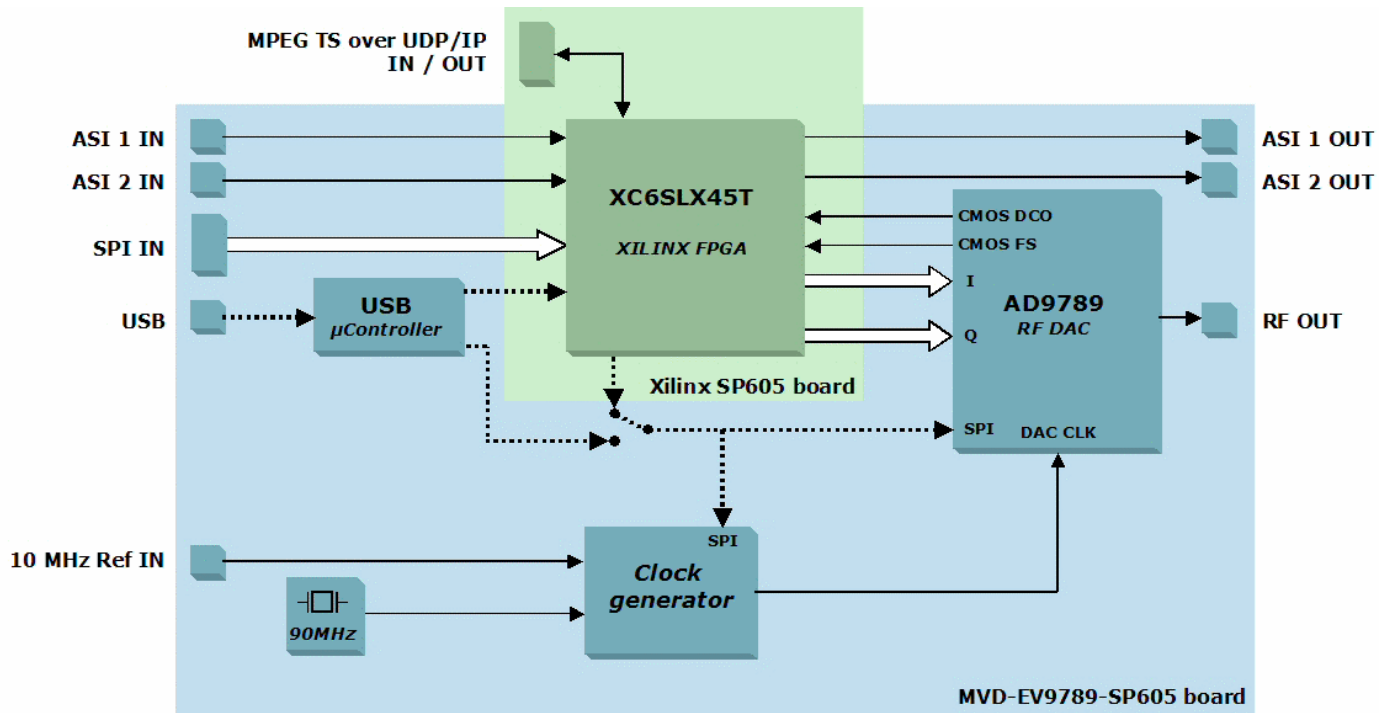 MPEG TS over UDP/IP
IN / OUT
ASI 1 IN
ASI 2 IN
SPI IN
USB
USB
µController
XC6SLX45T
XILINX FPGA
Xilinx SP605 board
ASI 1 OUT
ASI 2 OUT
CMOS DCO
CMOS FS
I
AD9789
RF DAC
Q
RF OUT
SPI
DAC CLK
10 MHz Ref IN
90MHz
SPI
Clock
generator
MVD-EV9789-SP605 board